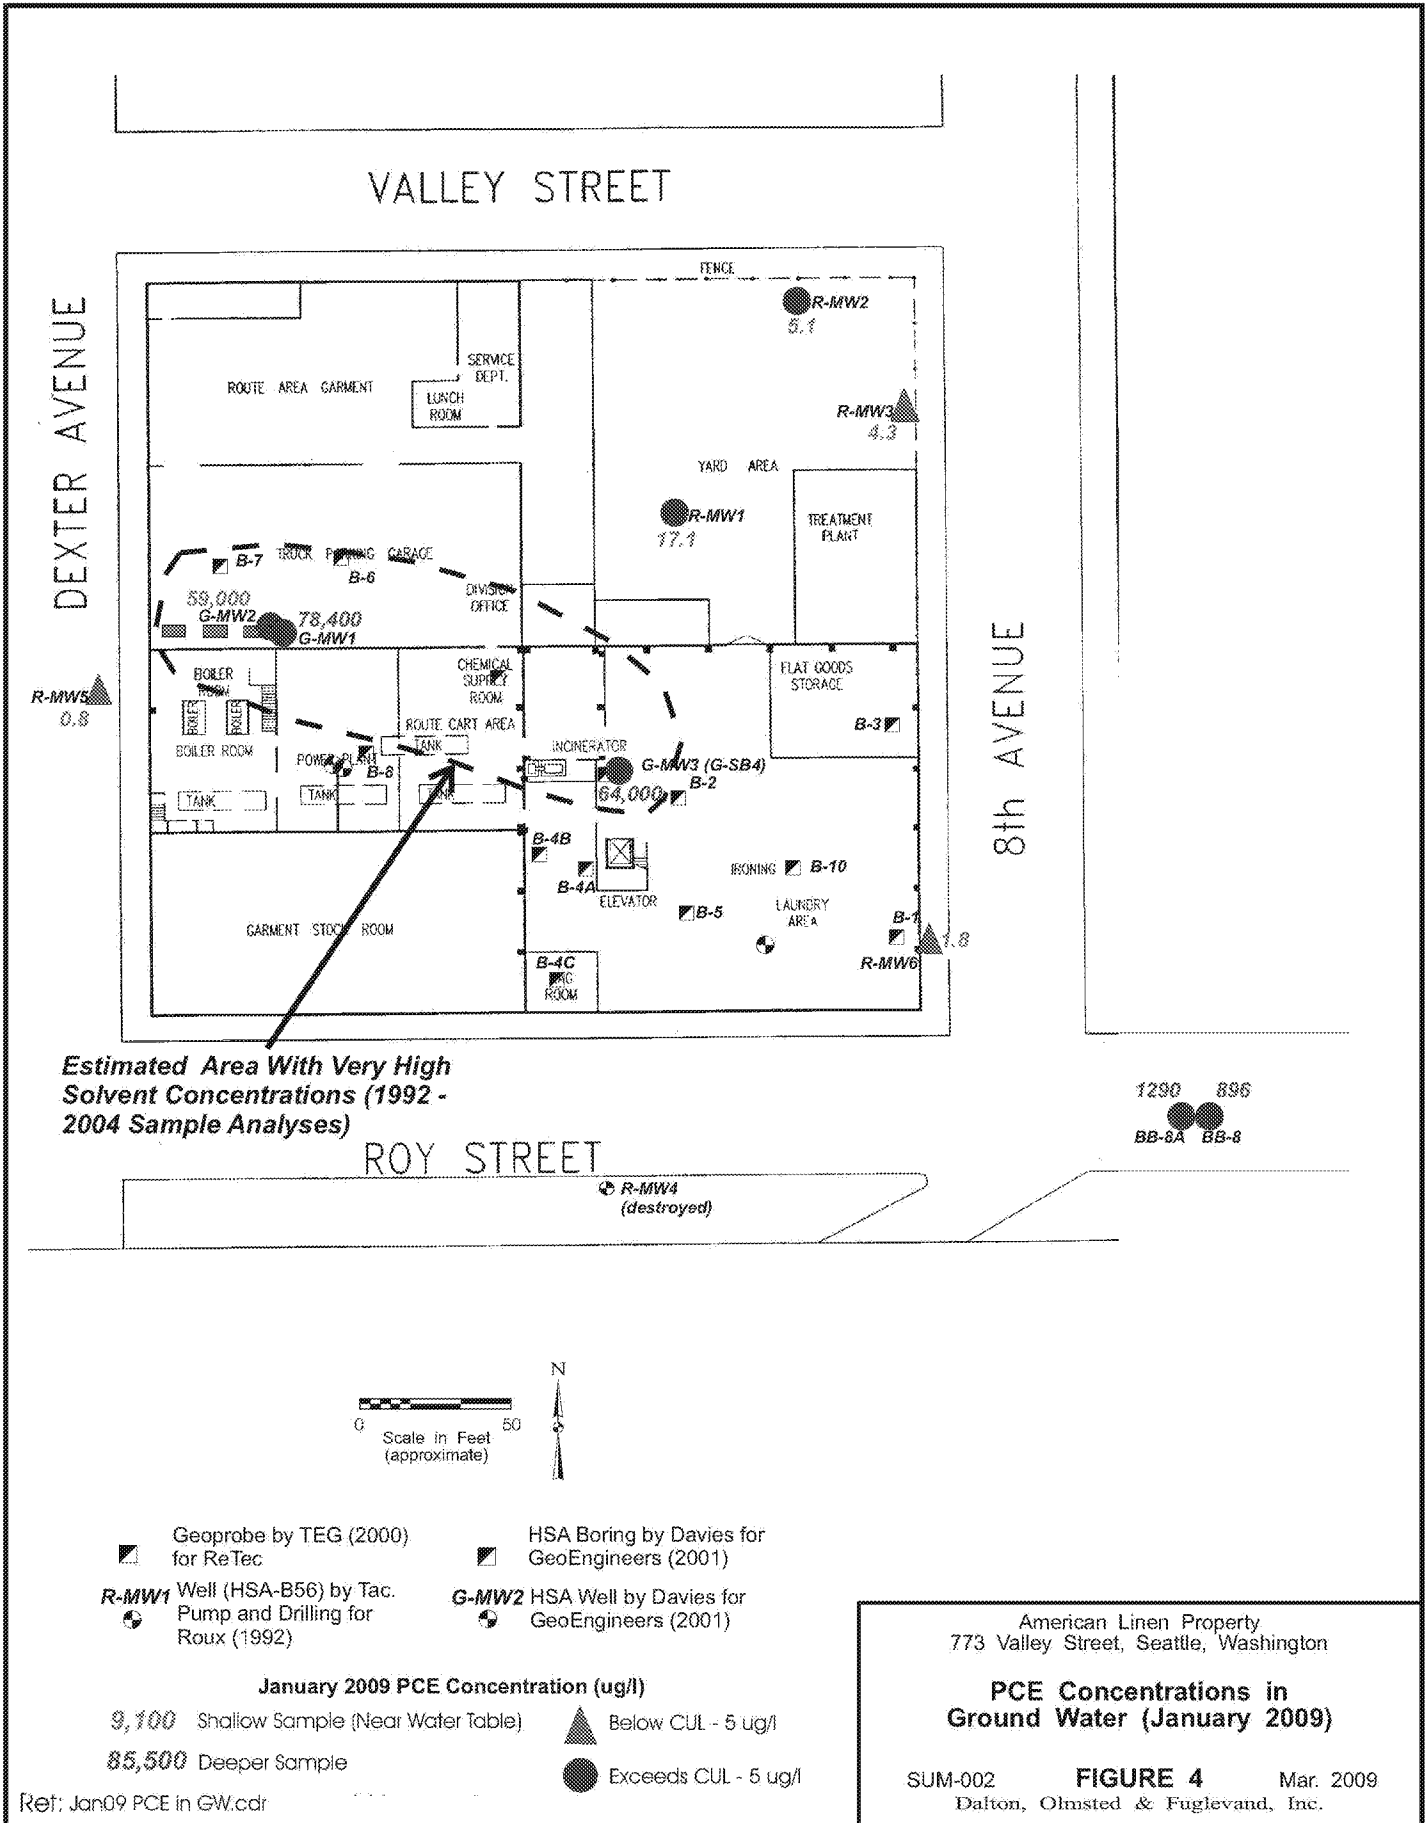 VALLEY STREET
DEXTER AVENUE
8th AVENUE
FENCE
R-MW2
5.1
SERVICE
DEPT.
ROUTE AREA GARMENT
LUNCH
ROOM
R-MW3
4.3
YARD AREA
R-MW1
17.1
TREATMENT
PLANT
B-7
TRUCK PARKING GARAGE
B-6
DIVISION
OFFICE
59,000
G-MW2
78,400
G-MW1
BOILER
ROOM
CHEMICAL
SUPPLY
ROOM
FLAT GOODS
STORAGE
R-MW5
0.8
BOILER
BOILER
BOILER ROOM
ROUTE CART AREA
B-3
TANK
INCINERATOR
POWER PLANT
B-8
G-MW3 (G-SB4)
B-2
64,000
TANK
TANK
TANK
B-4B
B-4A
ELEVATOR
IRONING
B-10
B-5
LAUNDRY
AREA
B-1
1.8
R-MW6
GARMENT STOCK ROOM
B-4C
ROOM
Estimated Area With Very High
Solvent Concentrations (1992 -
2004 Sample Analyses)
1290 896
BB-8A BB-8
ROY STREET
R-MW4
(destroyed)
N
0 50
Scale in Feet
(approximate)
Geoprobe by TEG (2000)
for ReTec
HSA Boring by Davies for
GeoEngineers (2001)
R-MW1 Well (HSA-B56) by Tac.
Pump and Drilling for
Roux (1992)
G-MW2 HSA Well by Davies for
GeoEngineers (2001)
January 2009 PCE Concentration (ug/l)
9,100 Shallow Sample (Near Water Table)
Below CUL - 5 ug/l
85,500 Deeper Sample
Exceeds CUL - 5 ug/l
Ref: Jan09 PCE in GW.cdr
American Linen Property
773 Valley Street, Seattle, Washington
PCE Concentrations in
Ground Water (January 2009)
SUM-002 FIGURE 4 Mar. 2009
Dalton, Olmsted & Fuglevand, Inc.